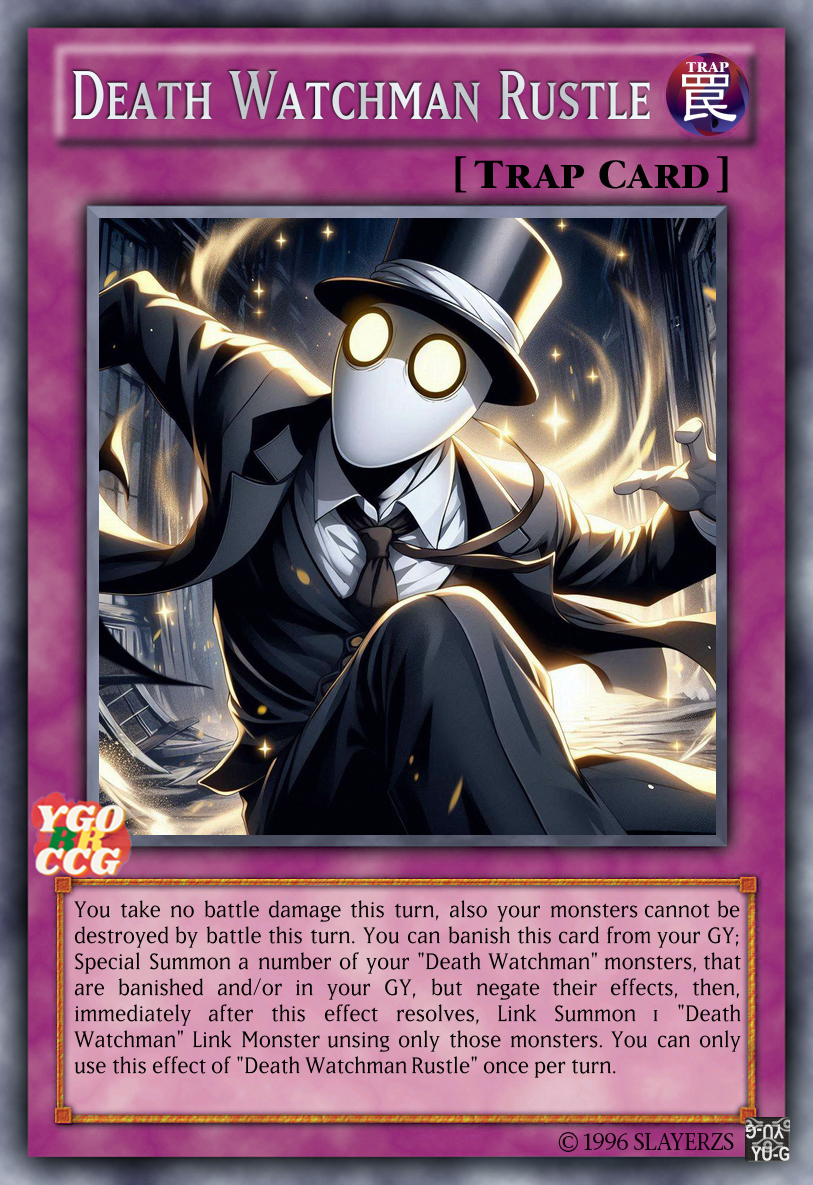 DEATH WATCHMAN RUSTLE
TRAP
罠
[TRAP CARD]
YGO
BR
CCG
You take no battle damage this turn, also your monsters cannot be
destroyed by battle this turn. You can banish this card from your GY;
Special Summon a number of your "Death Watchman" monsters, that
are banished and/or in your GY, but negate their effects, then,
immediately after this effect resolves, Link Summon 1 "Death
Watchman" Link Monster unsing only those monsters. You can only
use this effect of "Death Watchman Rustle" once per turn.
© 1996 SLAYERZS
YU-G